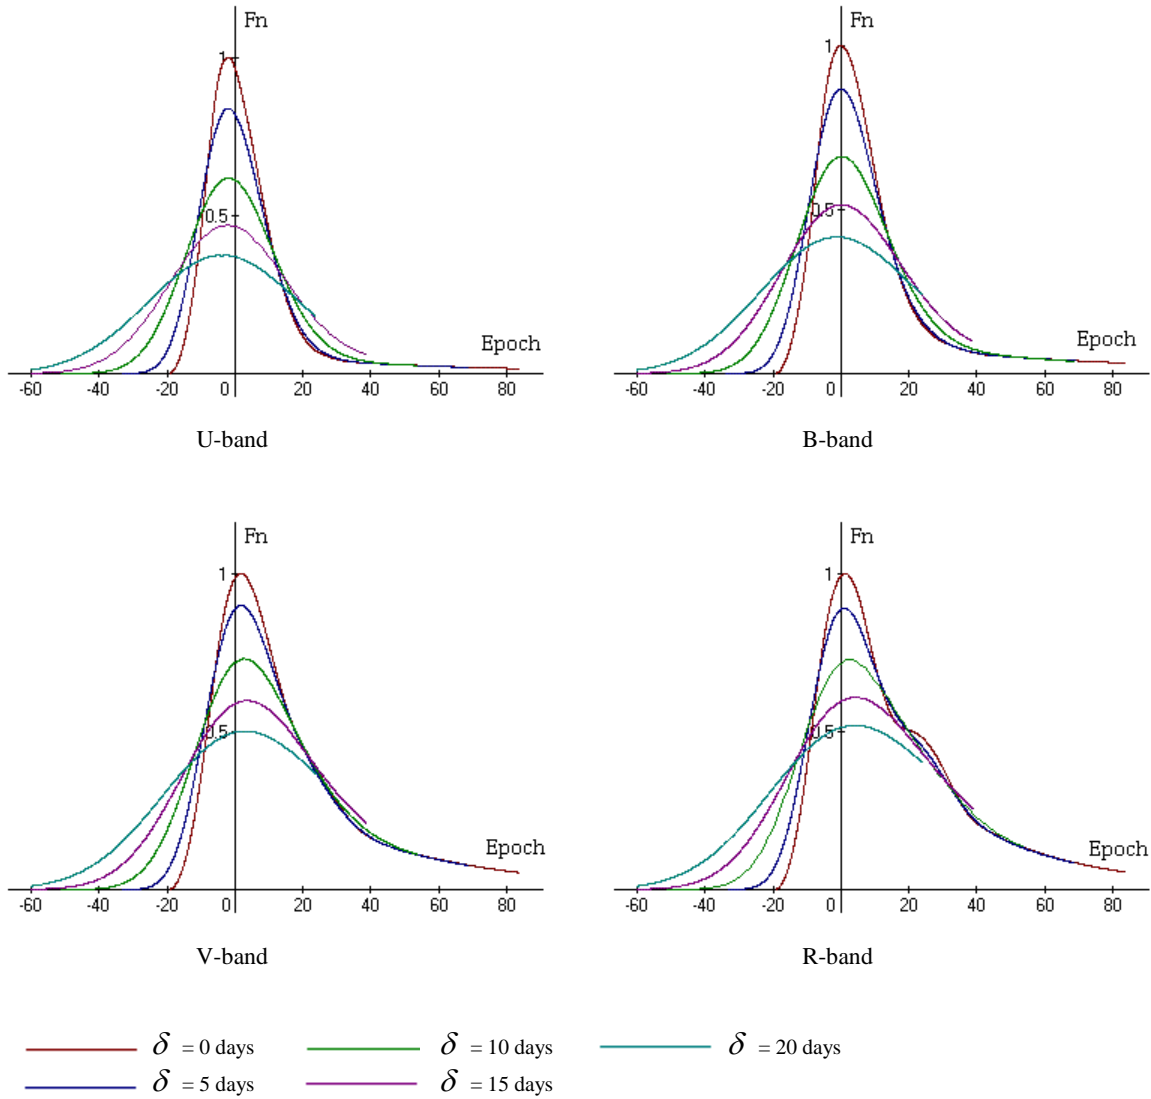 Fn
1
0.5
Epoch
-60 -40 -20 0 20 40 60 80
U-band
Fn
1
0.5
Epoch
-60 -40 -20 0 20 40 60 80
B-band
Fn
1
0.5
Epoch
-60 -40 -20 0 20 40 60 80
V-band
Fn
1
0.5
Epoch
-60 -40 -20 0 20 40 60 80
R-band
δ = 0 days
δ = 10 days
δ = 20 days
δ = 5 days
δ = 15 days